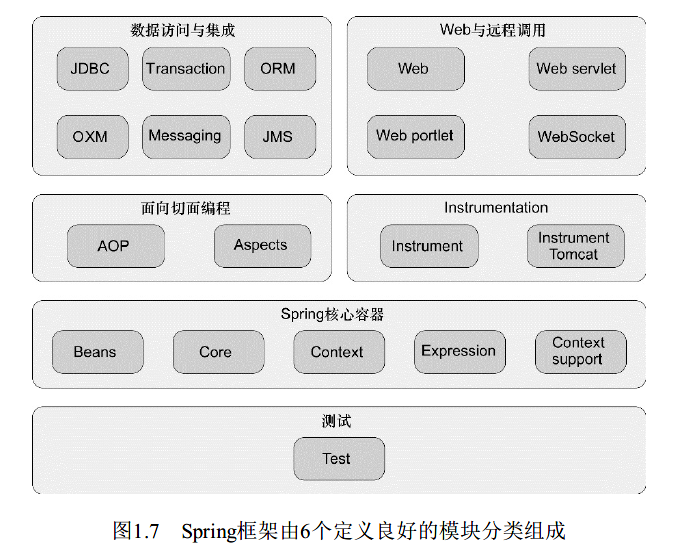 数据访问与集成
JDBC Transaction ORM
OXM Messaging JMS
Web与远程调用
Web Web servlet
Web portlet WebSocket
面向切面编程
AOP Aspects
Instrumentation
Instrument Instrument
Tomcat
Spring核心容器
Beans Core Context Expression Context
support
测试
Test
图1.7 Spring框架由6个定义良好的模块分类组成